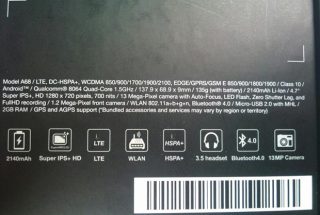 Model A68 / LTE, DC-HSPA+, WCDMA 850/900/1700/1900/2100, EDGE/GPRS/GSM E 850/900/1800/1900 / Class 10 /
Android™ / Qualcomm® 8064 Quad-Core 1.5GHz / 137.9 x 68.9 x 9mm / 135g (with battery) / 2140mAh Li-Ion / 4.7"
Super IPS+, HD 1280 x 720 pixels, 700 nits / 13 Mega-Pixel camera with Auto-Focus, LED Flash, Zero Shutter Lag, and
FullHD recording / 1.2 Mega-Pixel front camera / WLAN 802.11a+b+g+n, Bluetooth® 4.0 / Micro-USB 2.0 with MHL /
2GB RAM / GPS and AGPS support *(Bundled accessories and services may vary by region or territory)
HD
LTE
HSPA+
4.0
2140mAh
Super IPS+ HD
LTE
WLAN
HSPA+
3.5 headset
Bluetooth4.0
13MP Camera